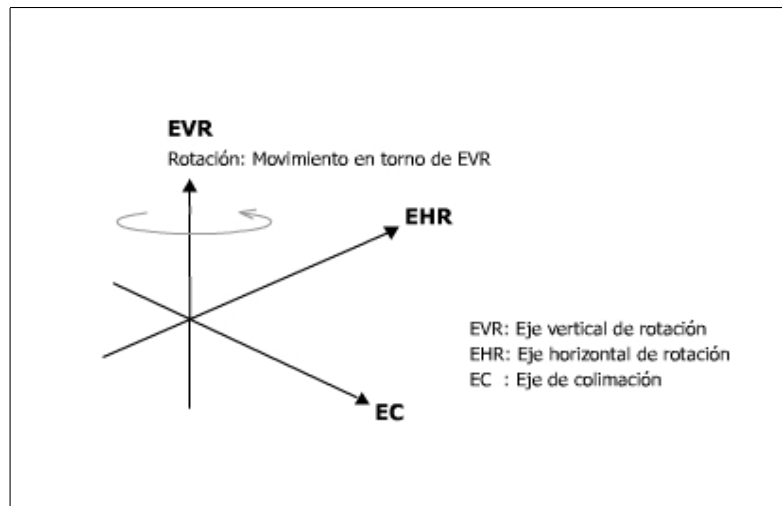 EVR
Rotación: Movimiento en torno de EVR
EHR
EVR: Eje vertical de rotación
EHR: Eje horizontal de rotación
EC : Eje de colimación
EC